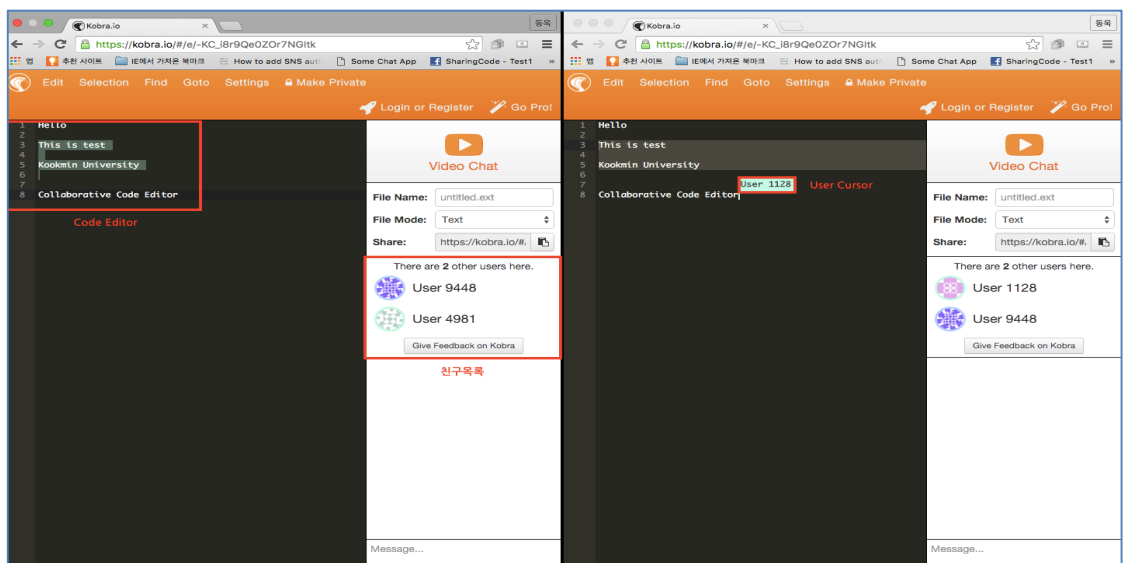 Kobra.io
동욱
https://kobra.io/#/e/-KC_i8r9Qe0ZOr7NGItk
앱 추천 사이트 IE에서 가져온 북마크 How to add SNS aut Some Chat App SharingCode - Test1 »
Edit Selection Find Goto Settings Make Private
Login or Register Go Pro!
1 Hello
2
3 This is test
4
5 Kookmin University
6
7
8 Collaborative Code Editor
Code Editor
Video Chat
File Name: untitled.ext
File Mode: Text
Share: https://kobra.io/#.
There are 2 other users here.
User 9448
User 4981
Give Feedback on Kobra
친구목록
Message...
Kobra.io
동욱
https://kobra.io/#/e/-KC_i8r9Qe0ZOr7NGItk
앱 추천 사이트 IE에서 가져온 북마크 How to add SNS aut Some Chat App SharingCode - Test1 »
Edit Selection Find Goto Settings Make Private
Login or Register Go Pro!
1 Hello
2
3 This is test
4
5 Kookmin University
6
7 User 1128 User Cursor
8 Collaborative Code Editor
Video Chat
File Name: untitled.ext
File Mode: Text
Share: https://kobra.io/#.
There are 2 other users here.
User 1128
User 9448
Give Feedback on Kobra
Message...